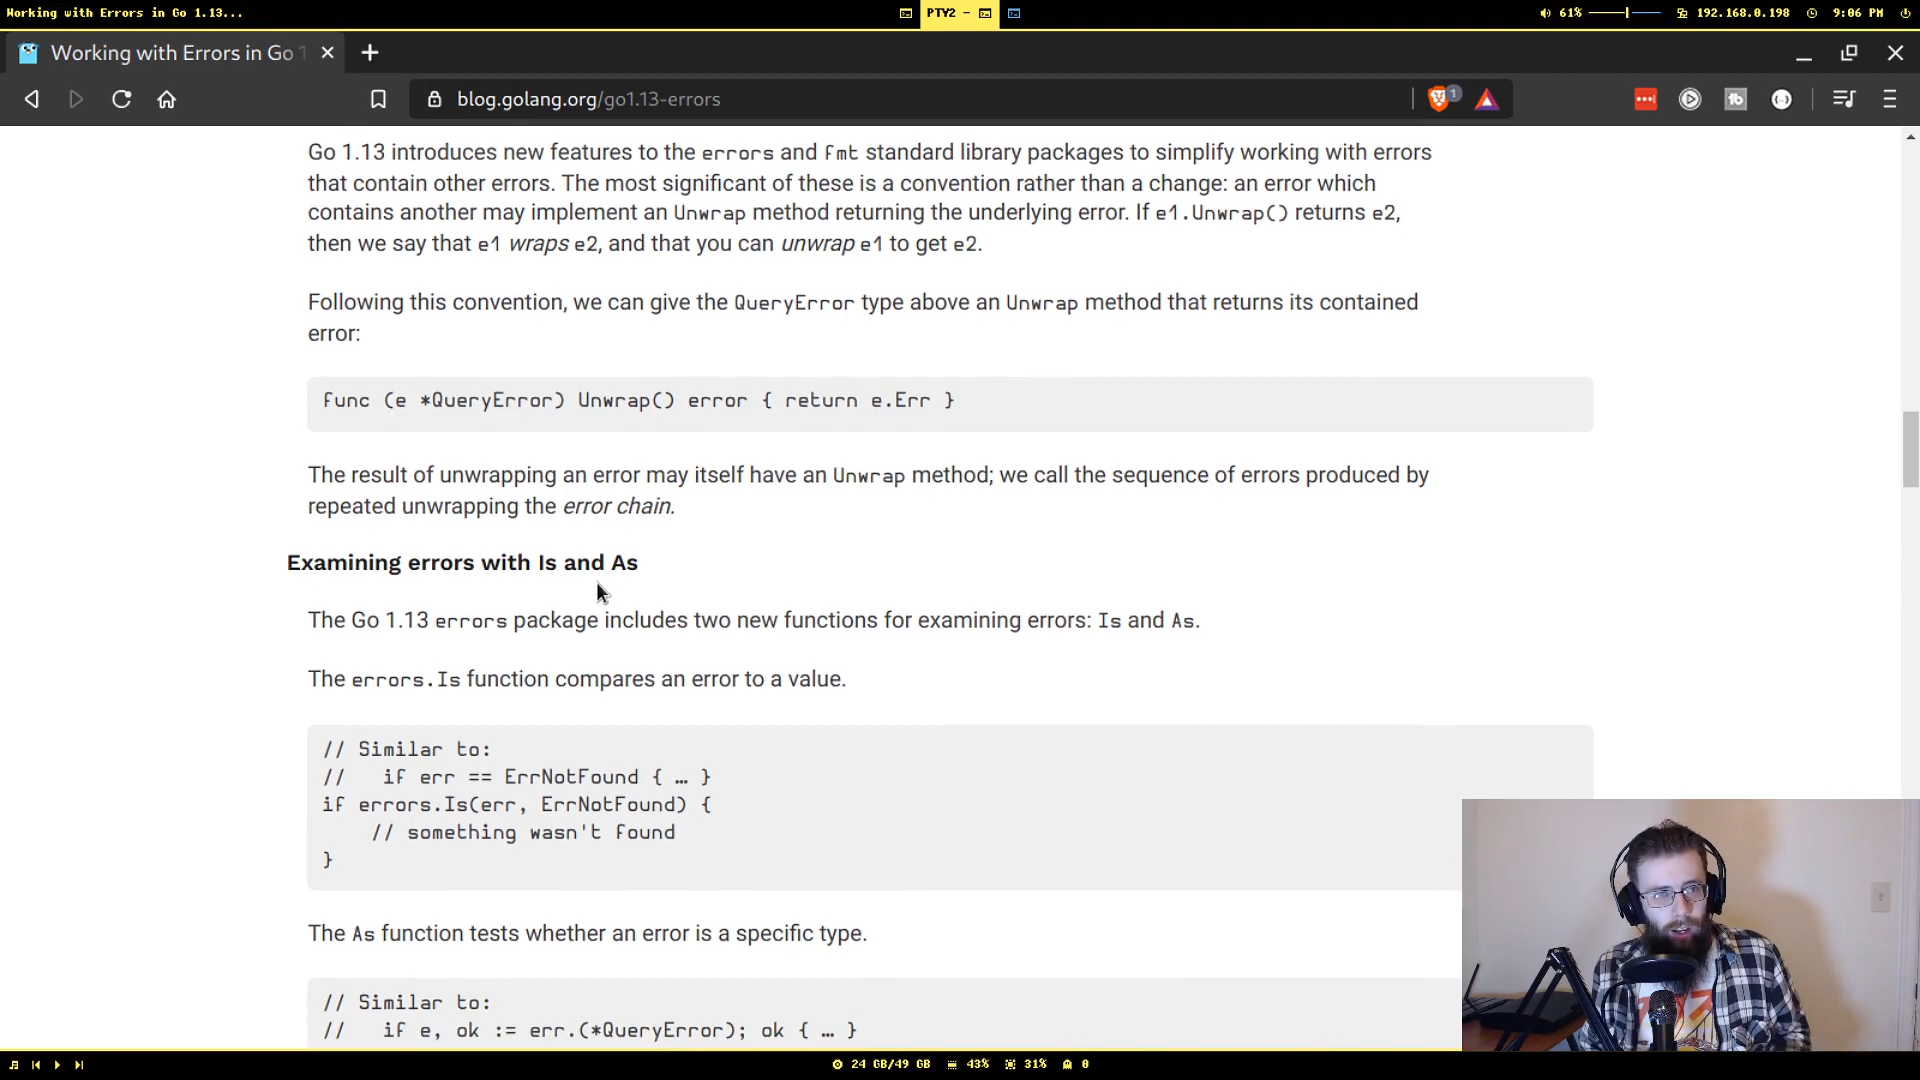 Working with Errors in Go 1.13...
PTY2 -
61%
192.168.0.198
9:06 PM
Working with Errors in Go 1
blog.golang.org/go1.13-errors
1
Go 1.13 introduces new features to the errors and fmt standard library packages to simplify working with errors
that contain other errors. The most significant of these is a convention rather than a change: an error which
contains another may implement an Unwrap method returning the underlying error. If e1.Unwrap() returns e2,
then we say that e1 wraps e2, and that you can unwrap e1 to get e2.
Following this convention, we can give the QueryError type above an Unwrap method that returns its contained
error:
func (e *QueryError) Unwrap() error { return e.Err }
The result of unwrapping an error may itself have an Unwrap method; we call the sequence of errors produced by
repeated unwrapping the error chain.
Examining errors with Is and As
The Go 1.13 errors package includes two new functions for examining errors: Is and As.
The errors.Is function compares an error to a value.
// Similar to:
//   if err == ErrNotFound { … }
if errors.Is(err, ErrNotFound) {
    // something wasn't found
}
The As function tests whether an error is a specific type.
// Similar to:
//   if e, ok := err.(*QueryError); ok { … }
24 GB/49 GB
43%
31%
0